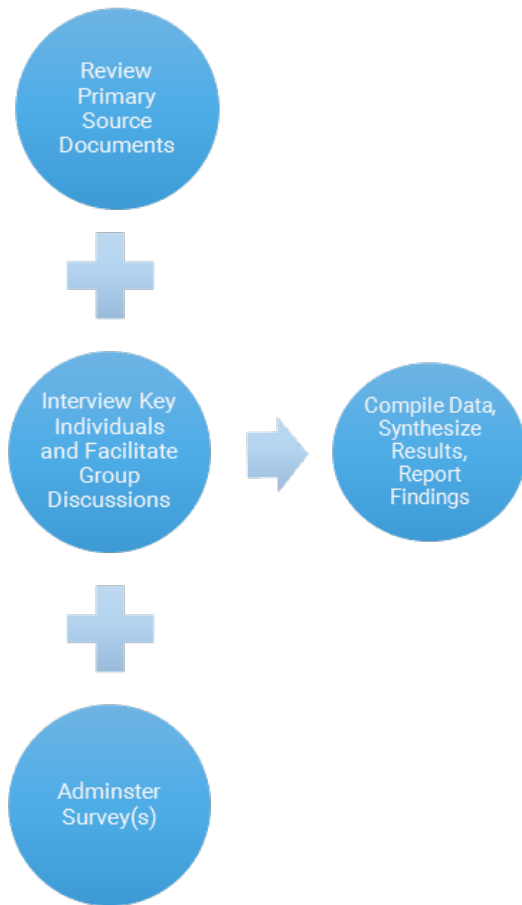 Review
Primary
Source
Documents
Interview Key
Individuals
and Facilitate
Group
Discussions
Compile Data,
Synthesize
Results,
Report
Findings
Adminster
Survey(s)